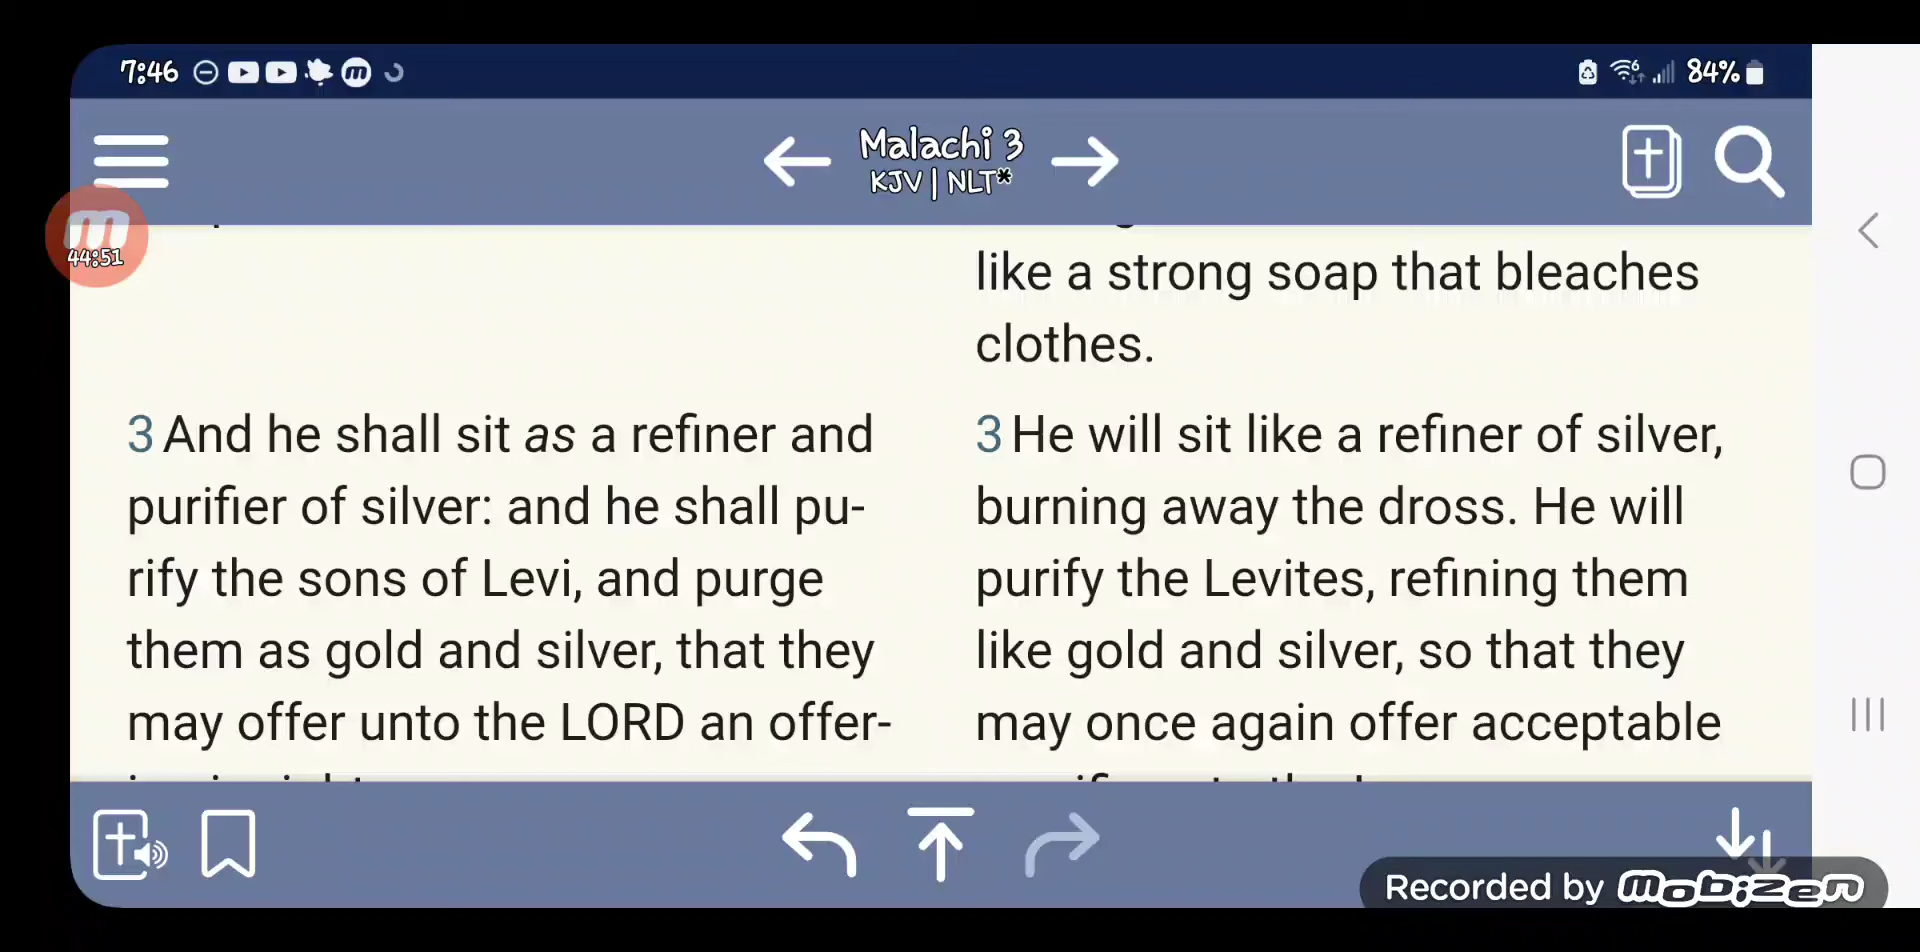 7:46
84%
Malachi 3
KJV | NLT*
44:51
like a strong soap that bleaches
clothes.
3 And he shall sit as a refiner and
purifier of silver: and he shall pu-
rify the sons of Levi, and purge
them as gold and silver, that they
may offer unto the LORD an offer-
3 He will sit like a refiner of silver,
burning away the dross. He will
purify the Levites, refining them
like gold and silver, so that they
may once again offer acceptable
Recorded by Mobizen